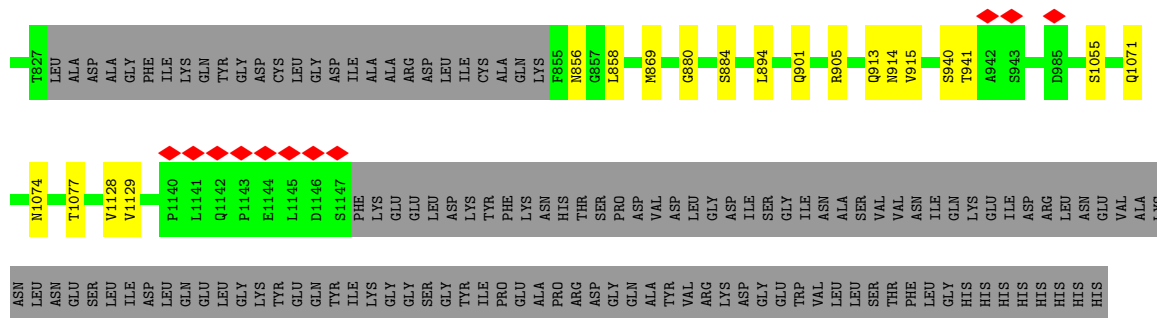 T827 LEU ALA ASP ALA GLY PHE ILE LYS GLN TYR GLY ASP CYS LEU GLY ASP ILE ALA ALA ARG ASP LEU ILE CYS ALA GLN LYS F855 N856 G857 L858 M869 G880 S884 L894 Q901 R905 Q913 N914 V915 S940 T941 A942 S943 D985 S1055 Q1071
N1074 T1077 V1128 V1129 P1140 L1141 Q1142 P1143 E1144 L1145 D1146 S1147 PHE LYS GLU GLU LEU ASP LYS TYR PHE LYS ASN HIS THR SER PRO ASP VAL ASP LEU GLY ASP ILE SER GLY ILE ASN ALA SER VAL VAL ASN ILE GLN LYS GLU ILE ASP ARG LEU ASN GLU VAL ALA LYS
ASN LEU ASN GLU SER LEU ILE ASP LEU GLN GLU LEU GLY LYS TYR GLU GLN TYR ILE LYS GLY GLY SER GLY TYR ILE PRO GLU ALA PRO ARG ASP GLY GLN ALA TYR VAL ARG LYS ASP GLY GLU TRP VAL LEU LEU SER THR PHE LEU GLY HIS HIS HIS HIS HIS HIS HIS HIS